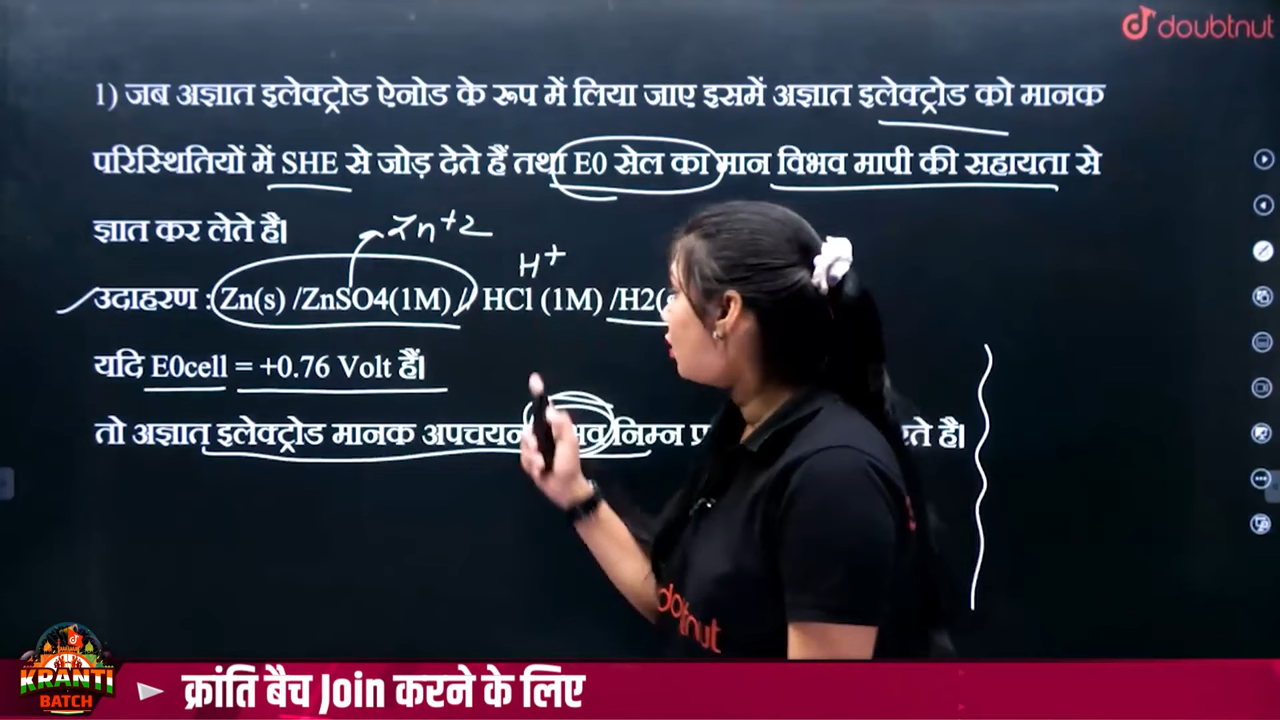 doubtnut
1) जब अज्ञात इलेक्ट्रोड ऐनोड के रूप में लिया जाए इसमें अज्ञात इलेक्ट्रोड को मानक
परिस्थितियों में SHE से जोड़ देते हैं तथा E0 सेल का मान विभव मापी की सहायता से
ज्ञात कर लेते है।
Zn+2
H+
उदाहरण : Zn(s) /ZnSO4(1M) // HCl (1M) /H2(
यदि E0cell = +0.76 Volt हैं।
तो अज्ञात इलेक्ट्रोड मानक अपचयन निम्न है।
doubtnut
KRANTI
BATCH
क्रांति बैच Join करने के लिए